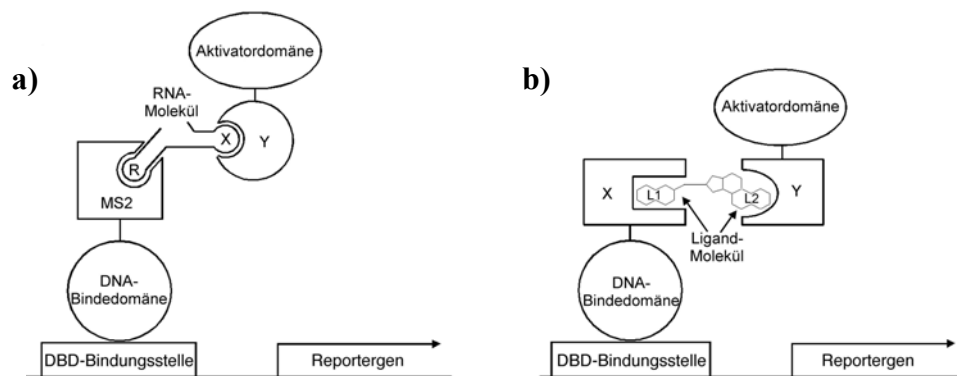 a)
Aktivatordomäne
RNA-
Molekül
X
Y
R
MS2
DNA-
Bindedomäne
DBD-Bindungsstelle
Reportergen
b)
Aktivatordomäne
X
L1
L2
Y
Ligand-
Molekül
DNA-
Bindedomäne
DBD-Bindungsstelle
Reportergen